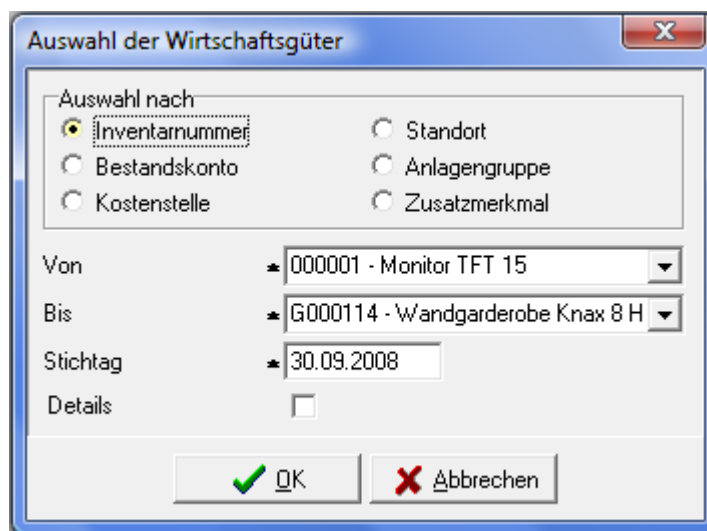 Auswahl der Wirtschaftsgüter
Auswahl nach
Inventarnummer
Standort
Bestandskonto
Anlagengruppe
Kostenstelle
Zusatzmerkmal
Von
000001 - Monitor TFT 15
Bis
G000114 - Wandgarderobe Knax 8 H
Stichtag
30.09.2008
Details
OK
Abbrechen